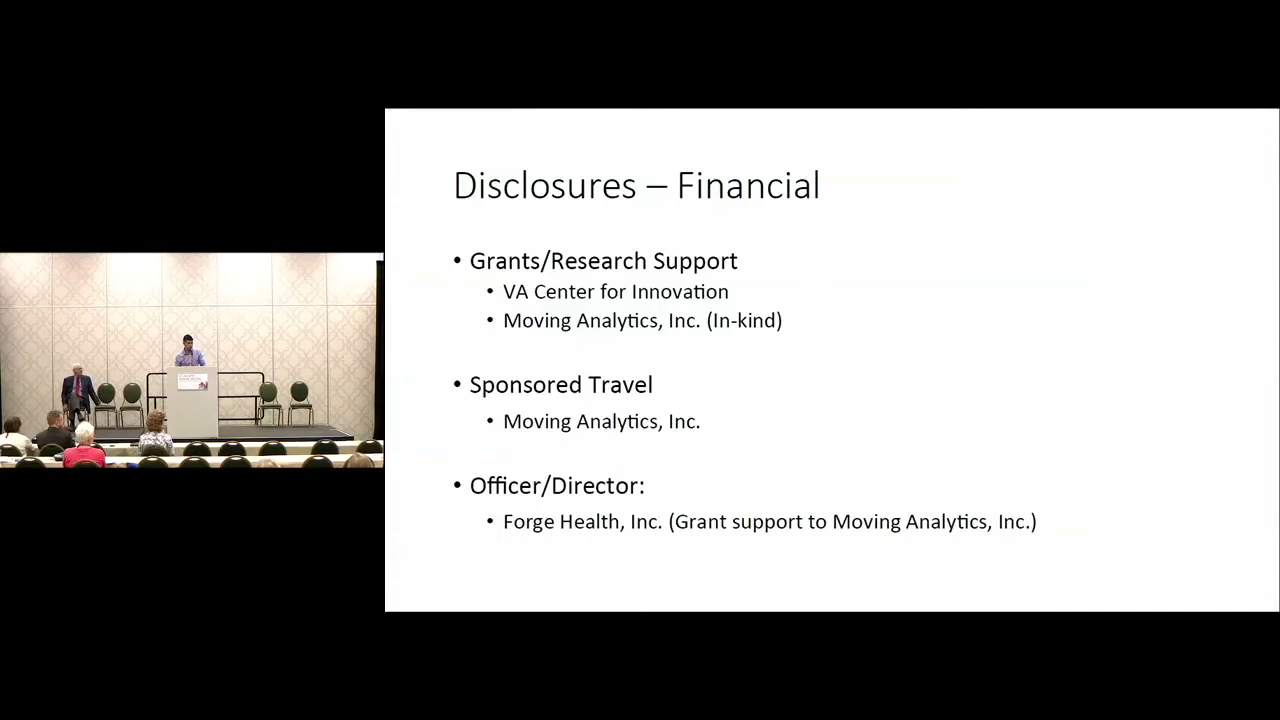 Disclosures – Financial
• Grants/Research Support
• VA Center for Innovation
• Moving Analytics, Inc. (In-kind)
• Sponsored Travel
• Moving Analytics, Inc.
• Officer/Director:
• Forge Health, Inc. (Grant support to Moving Analytics, Inc.)